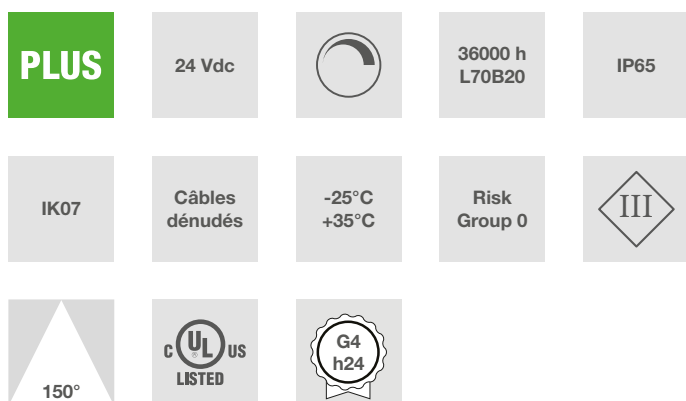 PLUS
24 Vdc
36000 h
L70B20
IP65
IK07
Câbles
dénudés
-25°C
+35°C
Risk
Group 0
III
150°
C UL ® US
LISTED
G4
h24